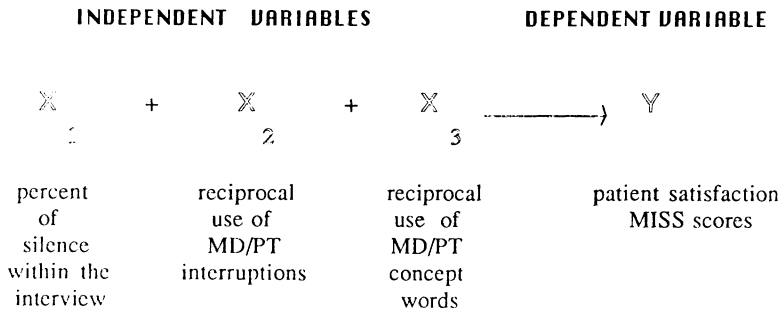 INDEPENDENT VARIABLES DEPENDENT VARIABLE
X + X + X ⟶ Y
1 2 3
percent reciprocal reciprocal patient satisfaction
of use of use of MISS scores
silence MD/PT MD/PT
within the interruptions concept
interview words